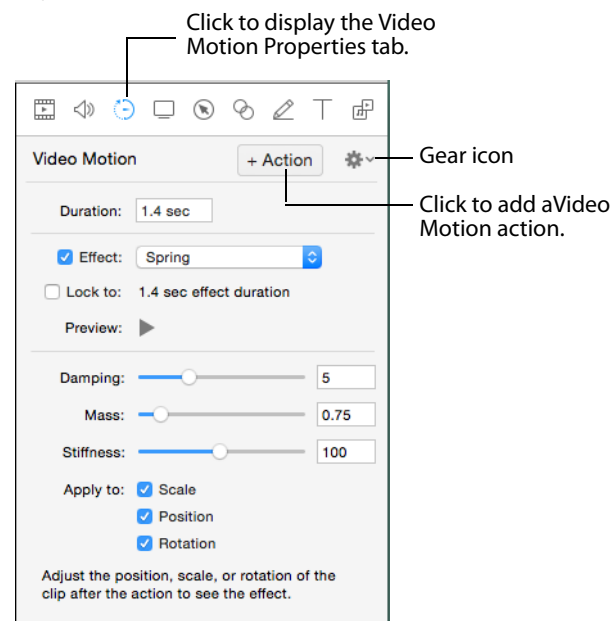 Click to display the Video
Motion Properties tab.
Video Motion
+ Action
Gear icon
Duration: 1.4 sec
Click to add aVideo
Motion action.
Effect: Spring
Lock to: 1.4 sec effect duration
Preview:
Damping: 5
Mass: 0.75
Stiffness: 100
Apply to: Scale
Position
Rotation
Adjust the position, scale, or rotation of the
clip after the action to see the effect.